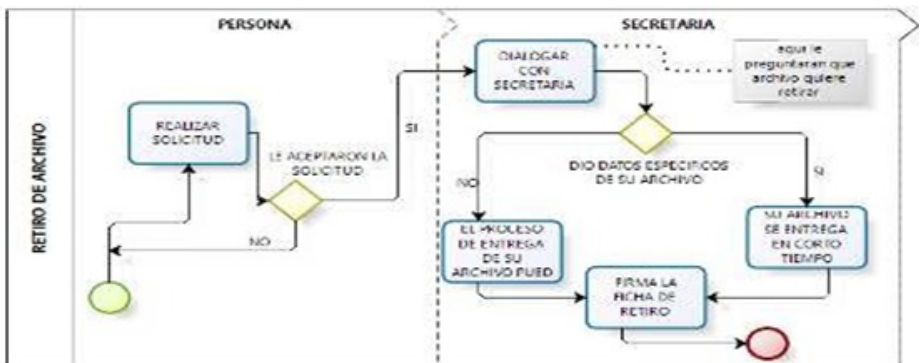 PERSONA
SECRETARIA
RETIRO DE ARCHIVO
REALIZAR
SOLICITUD
LE ACEPTARON LA
SOLICITUD
SI
NO
DIALOGAR
CON
SECRETARIA
aqui le
preguntaran que
archivo quiere
retirar
DIO DATOS ESPECIFICOS
DE SU ARCHIVO
NO
SI
EL PROCESO
DE ENTREGA
DE SU
ARCHIVO PUED
SU ARCHIVO
SE ENTREGA
EN CORTO
TIEMPO
FIRMA LA
FICHA DE
RETIRO